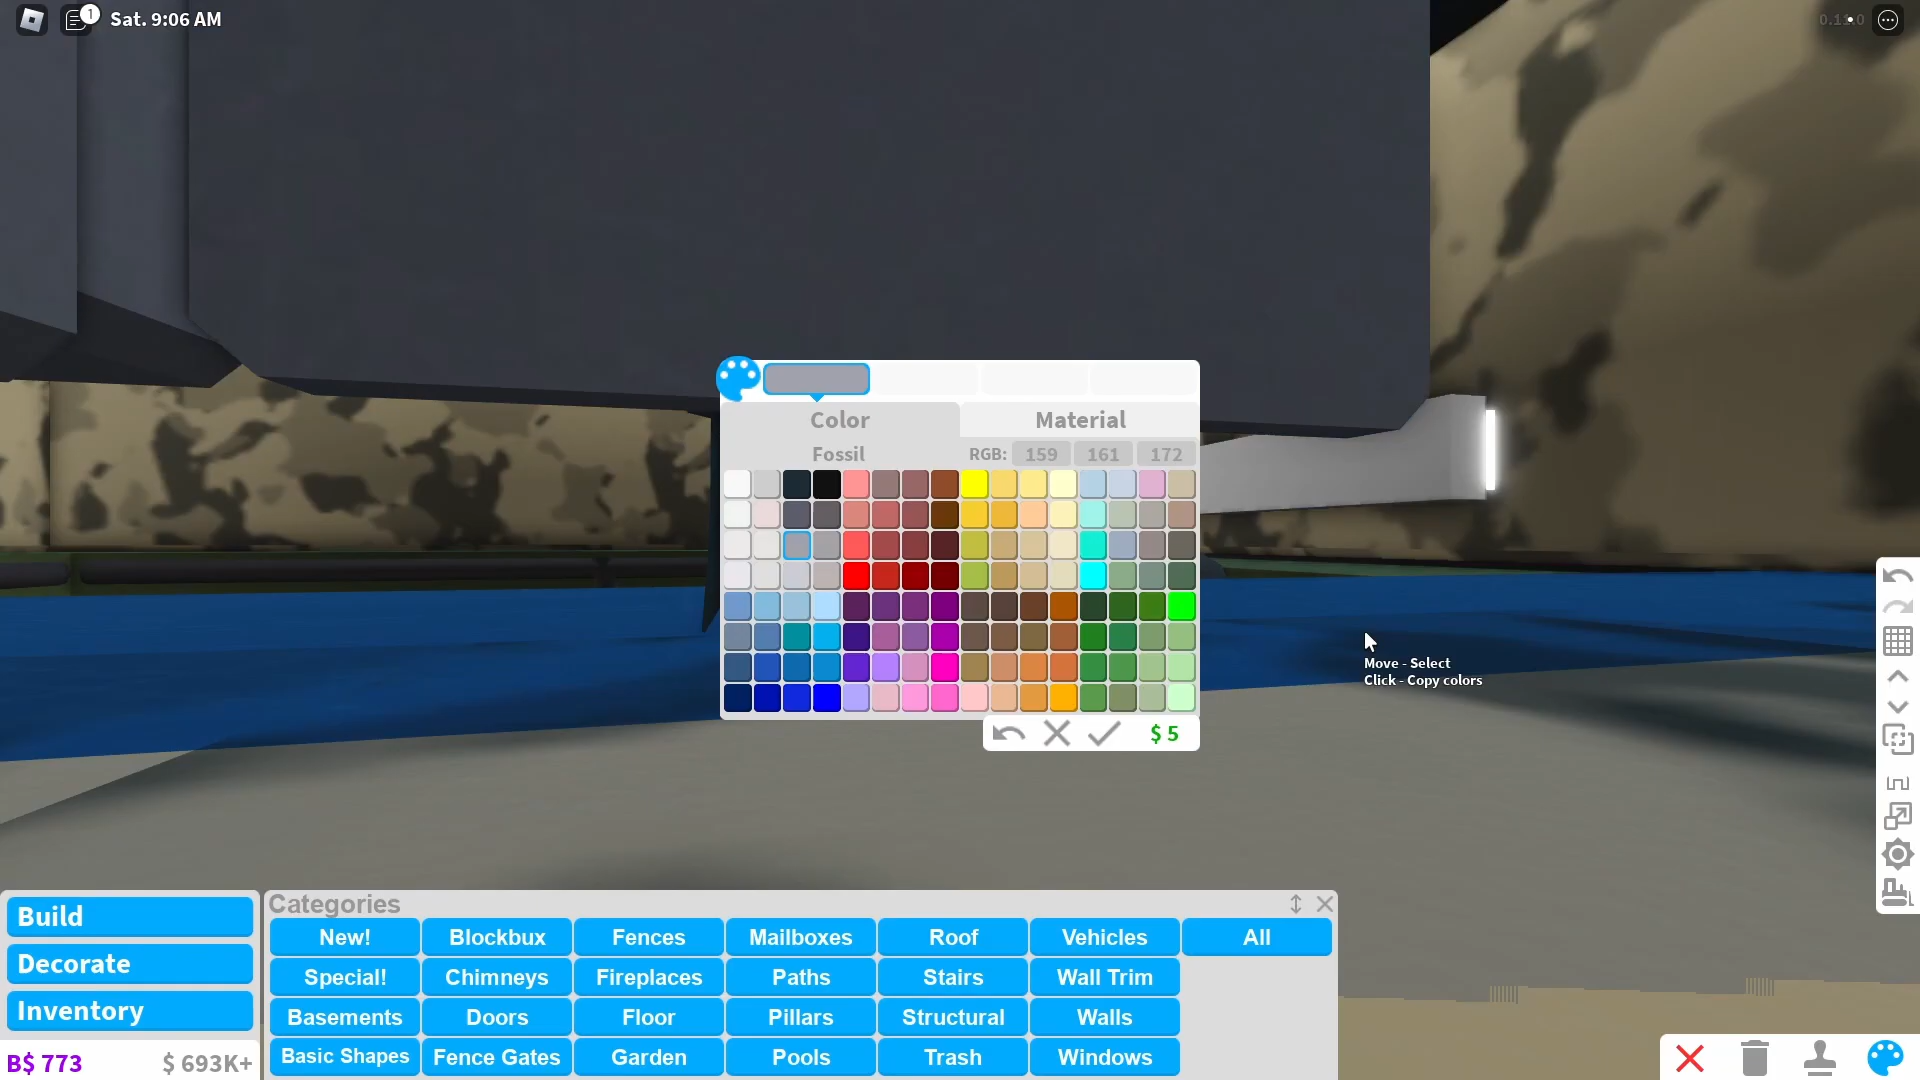 1
Sat. 9:06 AM
Color
Material
Fossil
RGB: 159 161 172
$ 5
Move - Select
Click - Copy colors
Build
Decorate
Inventory
B$ 773
$ 693K+
Categories
New! Blockbux Fences Mailboxes Roof Vehicles All
Special! Chimneys Fireplaces Paths Stairs Wall Trim
Basements Doors Floor Pillars Structural Walls
Basic Shapes Fence Gates Garden Pools Trash Windows